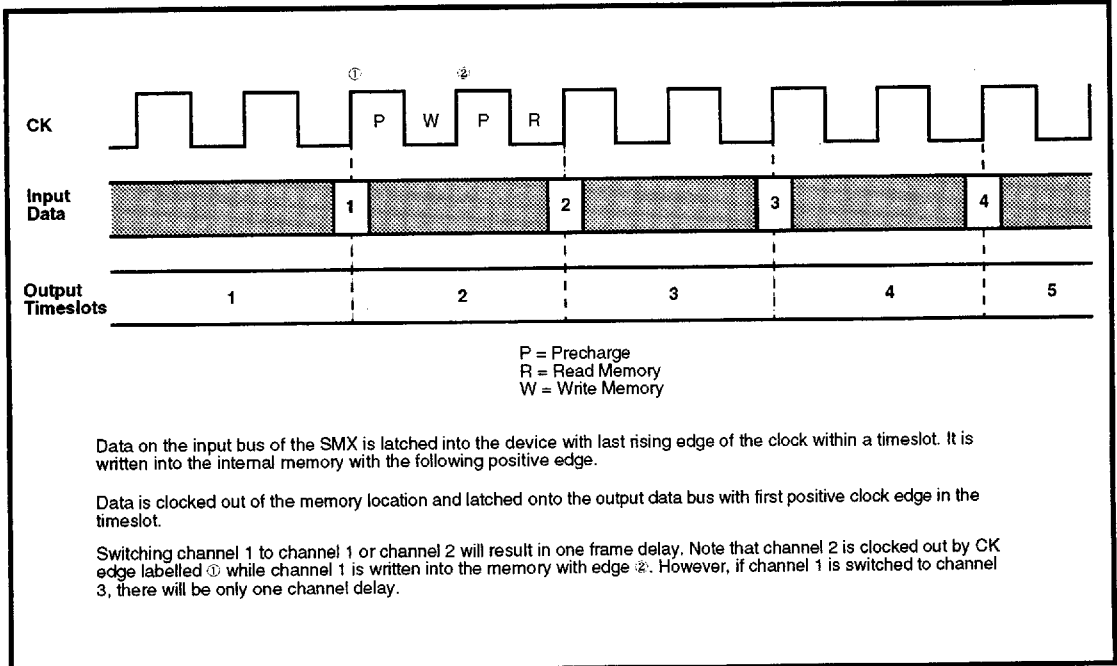 ① ②
CK P W P R
Input
Data
1 2 3 4
Output
Timeslots
1 2 3 4 5
P = Precharge
R = Read Memory
W = Write Memory
Data on the input bus of the SMX is latched into the device with last rising edge of the clock within a timeslot. It is
written into the internal memory with the following positive edge.
Data is clocked out of the memory location and latched onto the output data bus with first positive clock edge in the
timeslot.
Switching channel 1 to channel 1 or channel 2 will result in one frame delay. Note that channel 2 is clocked out by CK
edge labelled ① while channel 1 is written into the memory with edge ②. However, if channel 1 is switched to channel
3, there will be only one channel delay.